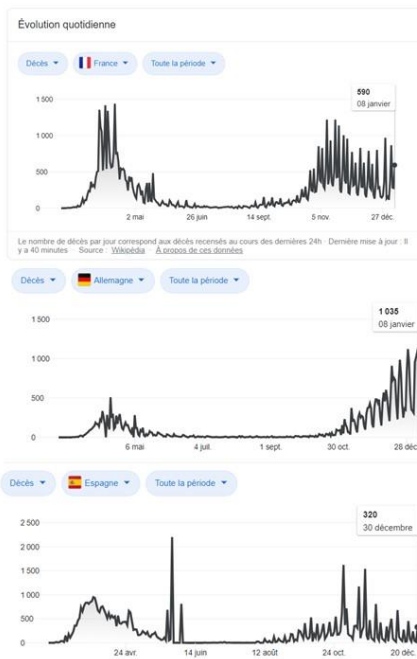 Évolution quotidienne
Décès France Toute la période
590
08 janvier
1 500
1 000
500
0
2 mai 26 juin 14 sept. 5 nov. 27 déc.
Le nombre de décès par jour correspond aux décès recensés au cours des dernières 24h · Dernière mise à jour : Il
y a 40 minutes · Source : Wikipédia · À propos de ces données
Décès Allemagne Toute la période
1 035
08 janvier
1 500
1 000
500
0
6 mai 4 juil. 1 sept. 30 oct. 28 déc
Décès Espagne Toute la période
320
30 décembre
2 500
2 000
1 500
1 000
500
0
24 avr. 14 juin 12 août 24 oct. 20 déc.